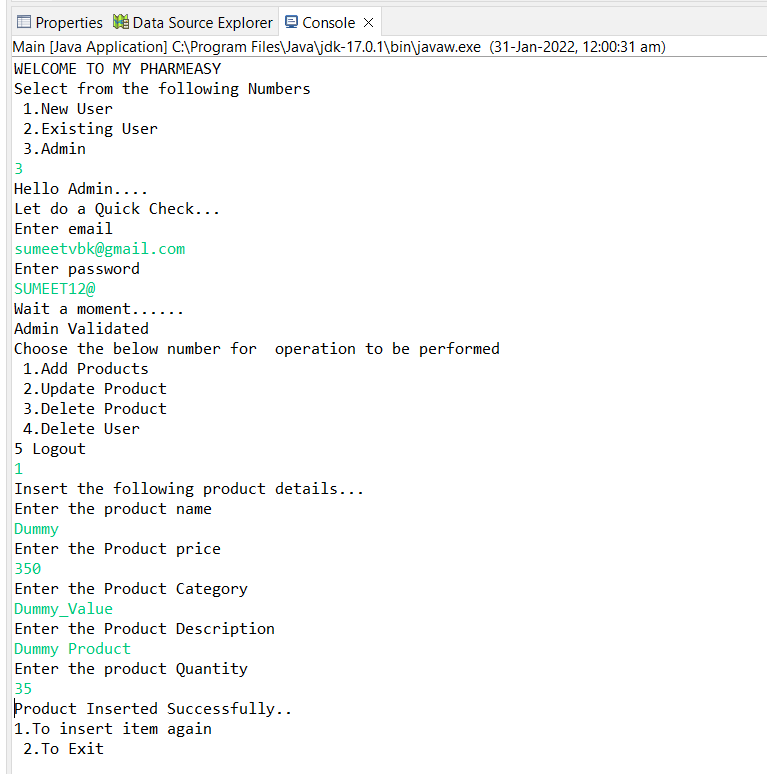 Properties Data Source Explorer Console
Main [Java Application] C:\Program Files\Java\jdk-17.0.1\bin\javaw.exe (31-Jan-2022, 12:00:31 am)
WELCOME TO MY PHARMEASY
Select from the following Numbers
 1.New User
 2.Existing User
 3.Admin
3
Hello Admin....
Let do a Quick Check...
Enter email
sumeetvbk@gmail.com
Enter password
SUMEET12@
Wait a moment......
Admin Validated
Choose the below number for  operation to be performed
 1.Add Products
 2.Update Product
 3.Delete Product
 4.Delete User
5 Logout
1
Insert the following product details...
Enter the product name
Dummy
Enter the Product price
350
Enter the Product Category
Dummy_Value
Enter the Product Description
Dummy Product
Enter the product Quantity
35
Product Inserted Successfully..
1.To insert item again
 2.To Exit